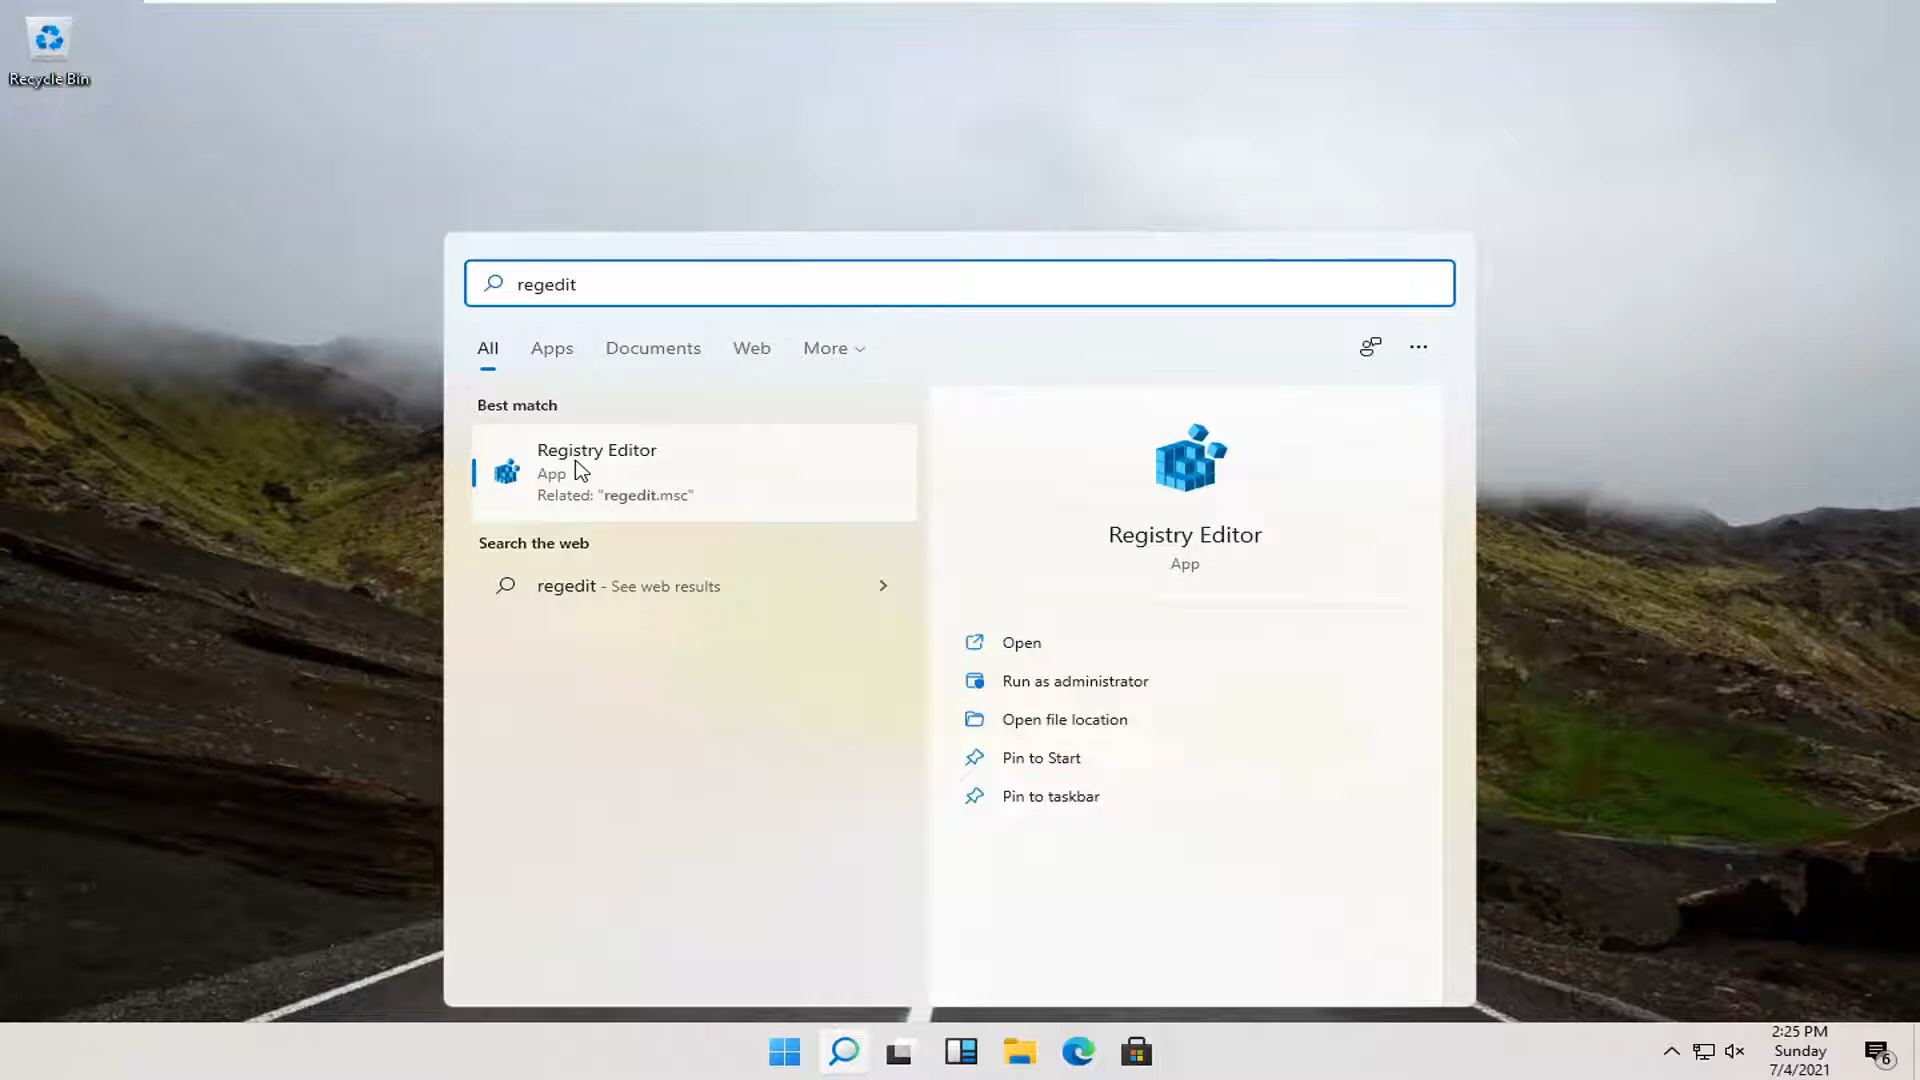 Recycle Bin
regedit
All Apps Documents Web More
Best match
Registry Editor
App
Related: "regedit.msc"
Search the web
regedit - See web results
Registry Editor
App
Open
Run as administrator
Open file location
Pin to Start
Pin to taskbar
2:25 PM
Sunday
7/4/2021
6